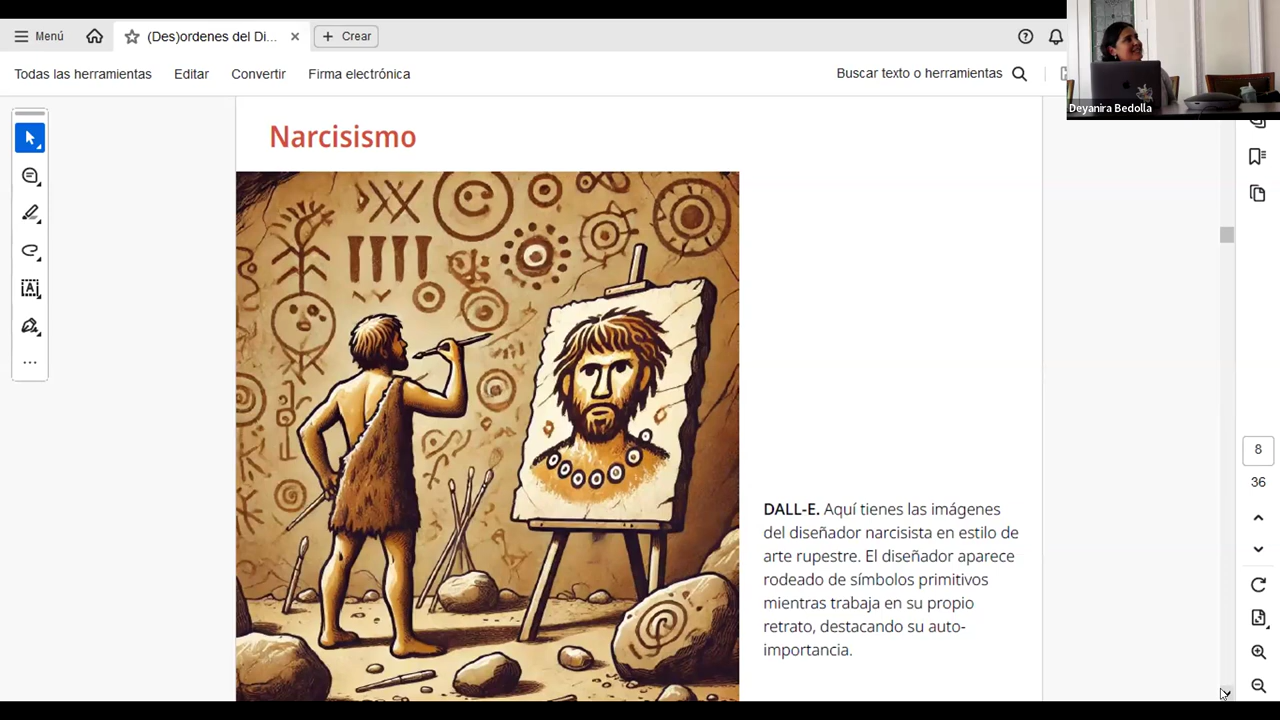 Menú
(Des)ordenes del Di...
Crear
Todas las herramientas
Editar
Convertir
Firma electrónica
Buscar texto o herramientas
Deyanira Bedolla
Narcisismo
DALL-E. Aquí tienes las imágenes
del diseñador narcisista en estilo de
arte rupestre. El diseñador aparece
rodeado de símbolos primitivos
mientras trabaja en su propio
retrato, destacando su auto-
importancia.
8
36